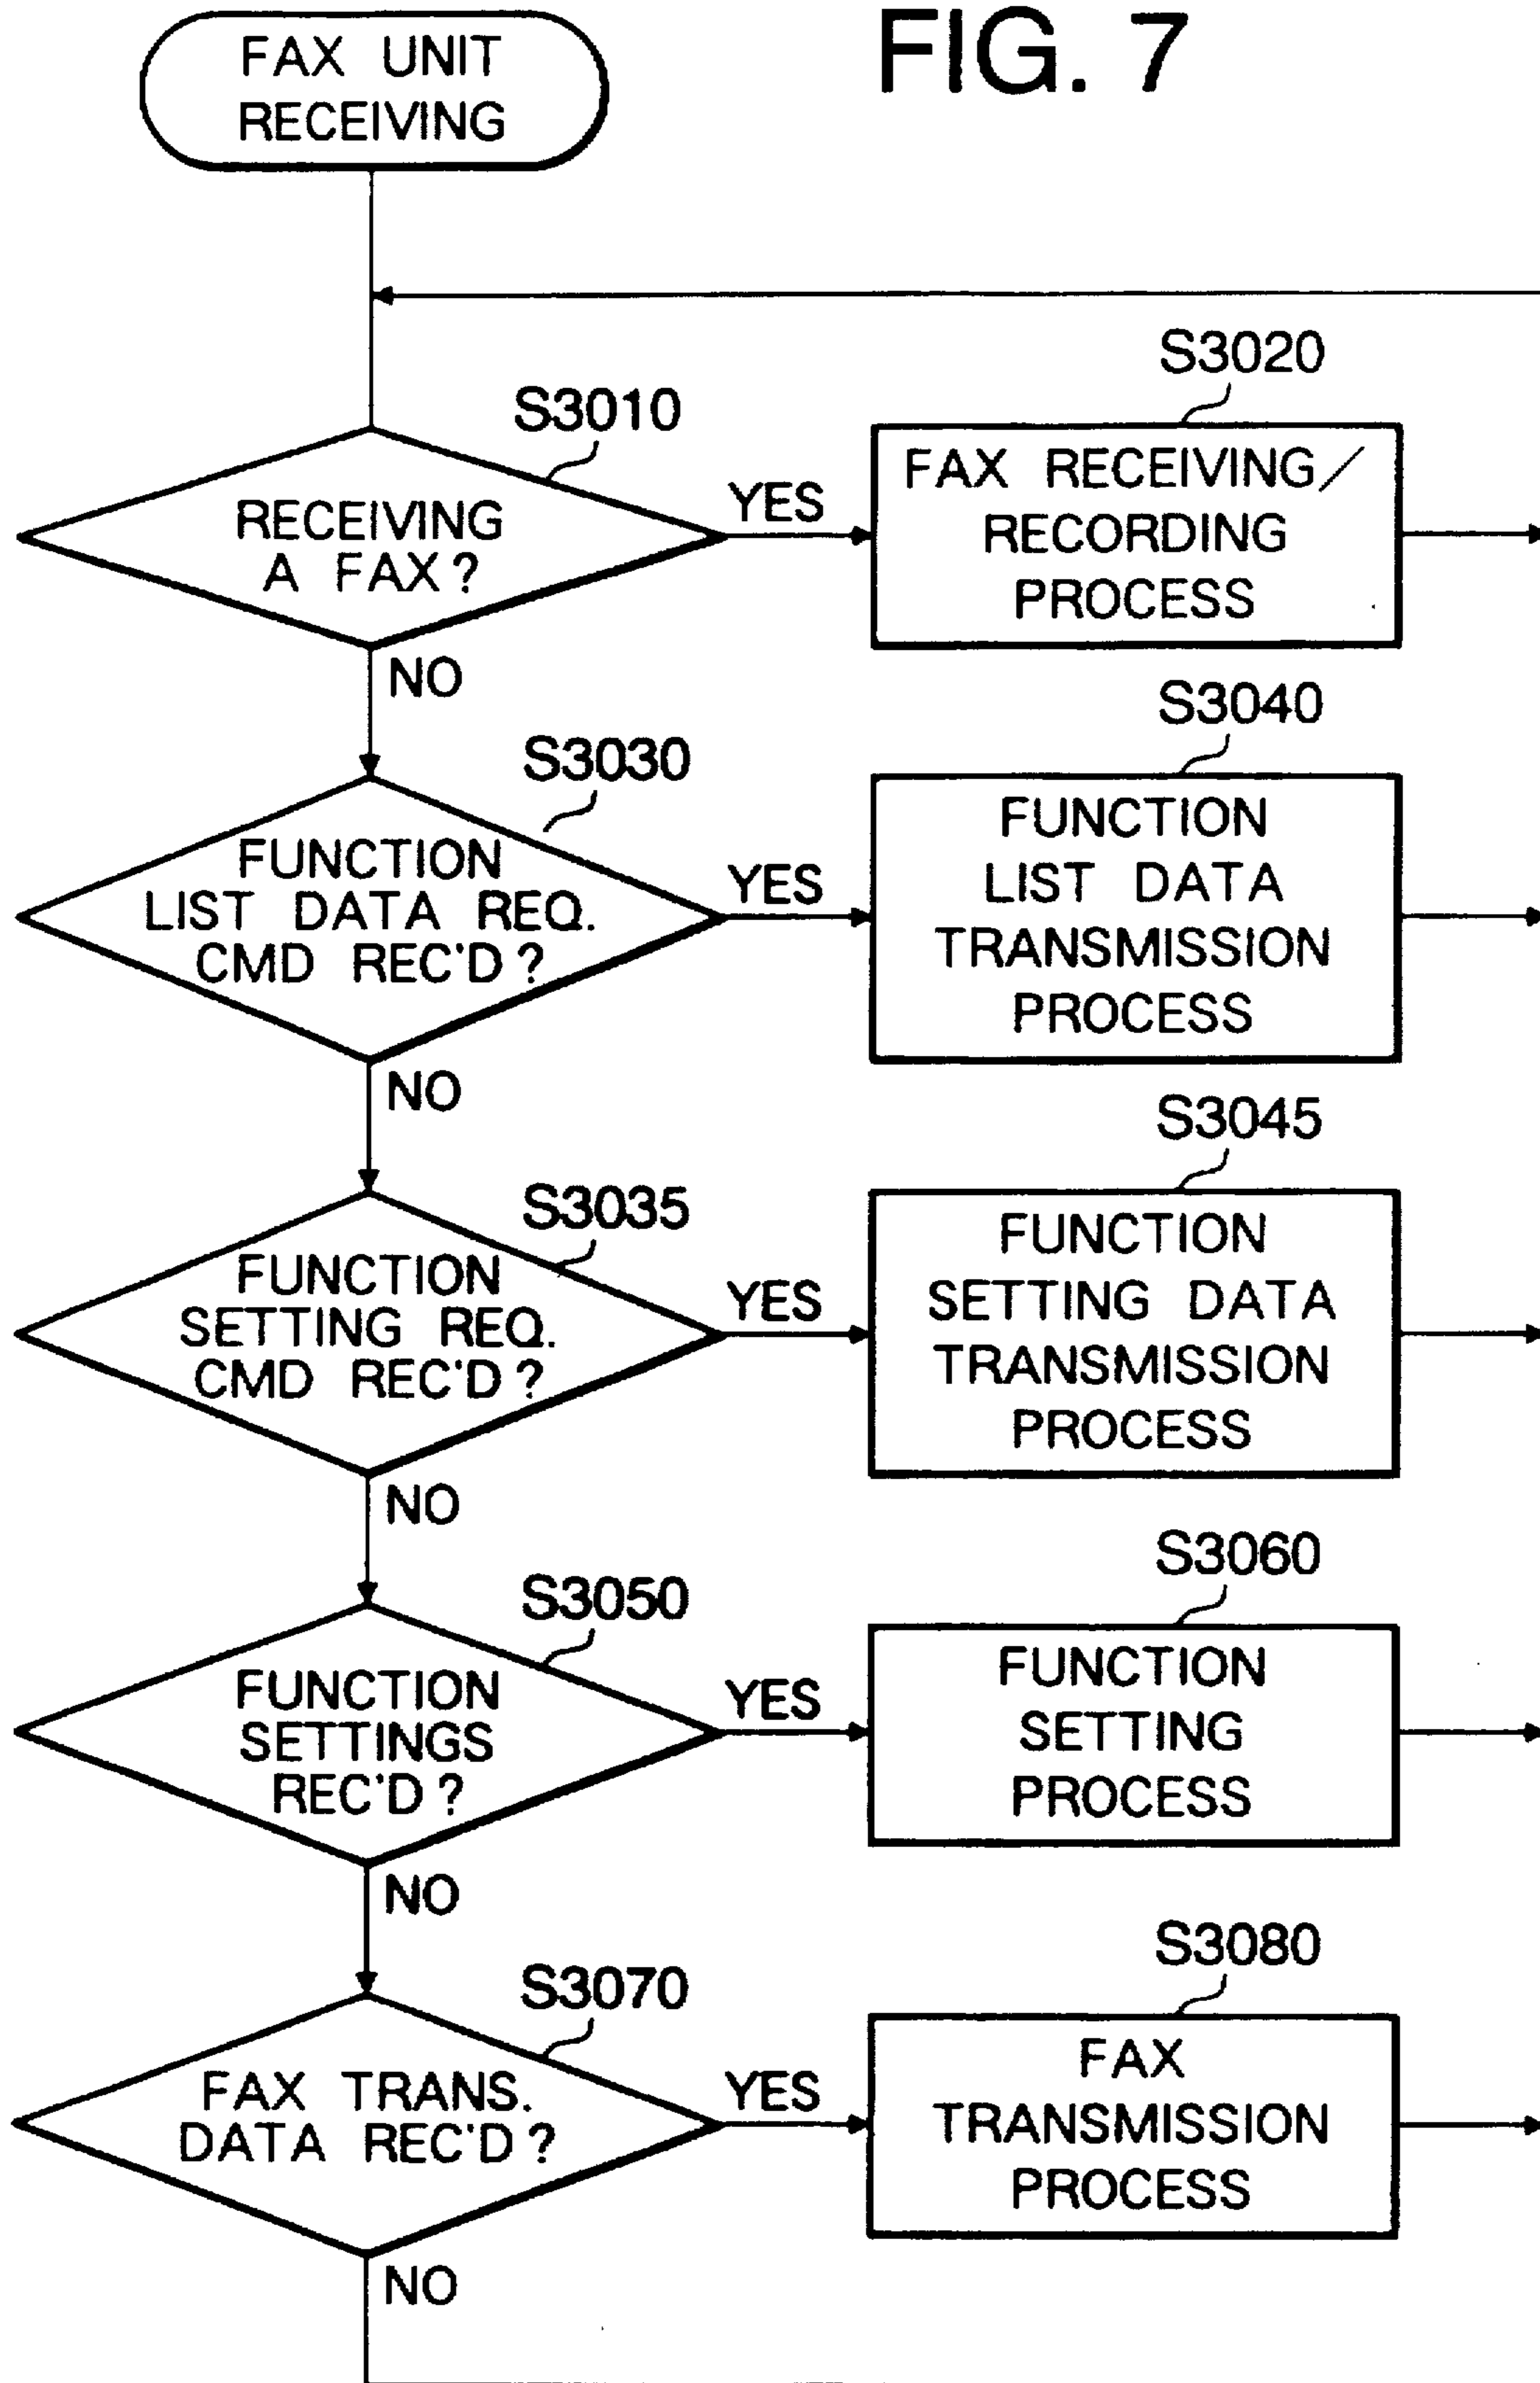 FIG. 7
FAX UNIT
RECEIVING
S3010
RECEIVING
A FAX?
YES
NO
S3020
FAX RECEIVING/
RECORDING
PROCESS
S3030
FUNCTION
LIST DATA REQ.
CMD REC'D?
YES
NO
S3040
FUNCTION
LIST DATA
TRANSMISSION
PROCESS
S3035
FUNCTION
SETTING REQ.
CMD REC'D?
YES
NO
S3045
FUNCTION
SETTING DATA
TRANSMISSION
PROCESS
S3050
FUNCTION
SETTINGS
REC'D?
YES
NO
S3060
FUNCTION
SETTING
PROCESS
S3070
FAX TRANS.
DATA REC'D?
YES
NO
S3080
FAX
TRANSMISSION
PROCESS